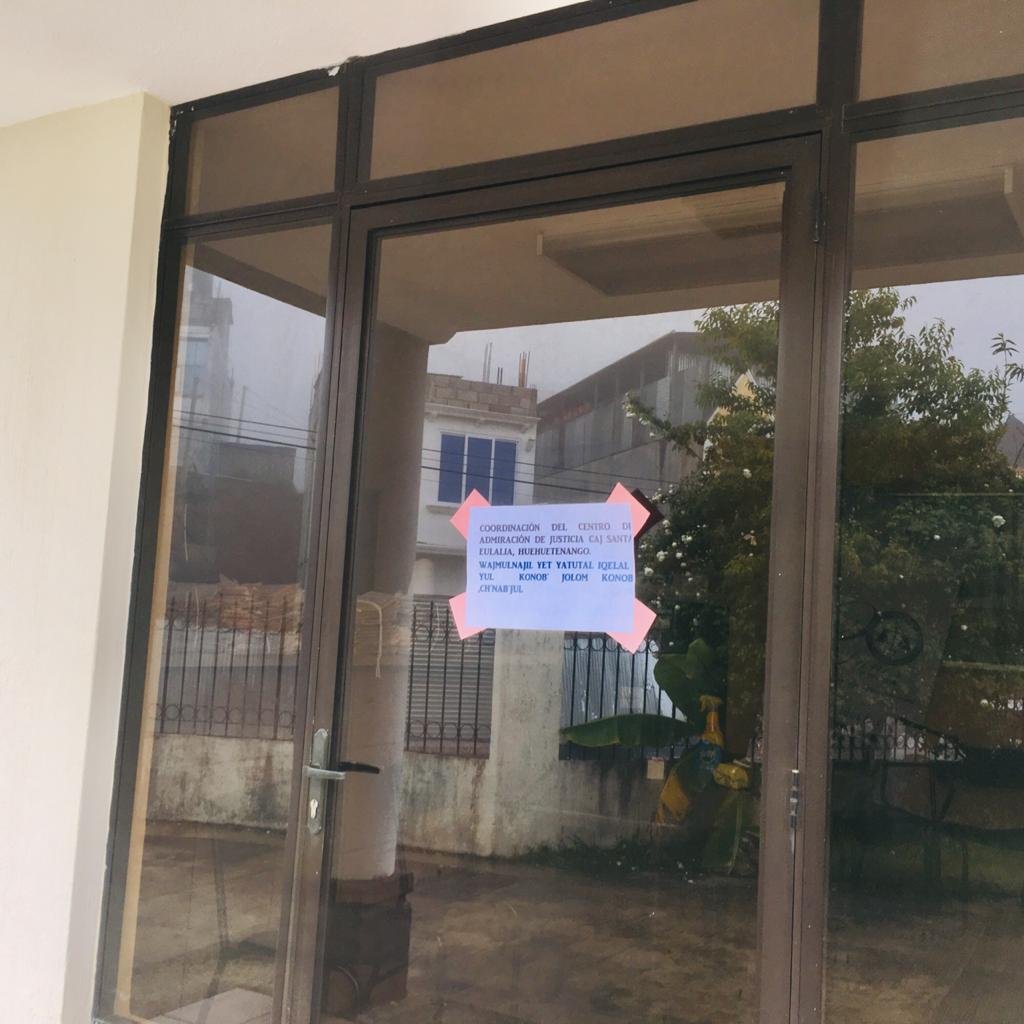 COORDINACIÓN DEL CENTRO DE
ADMIRACIÓN DE JUSTICIA CAJ SANTA
EULALIA, HUEHUETENANGO.
WAJMULNAJIL YET YATUTAL IQELAL
YUL KONOB' JOLOM KONOB
,CH'NAB'JUL